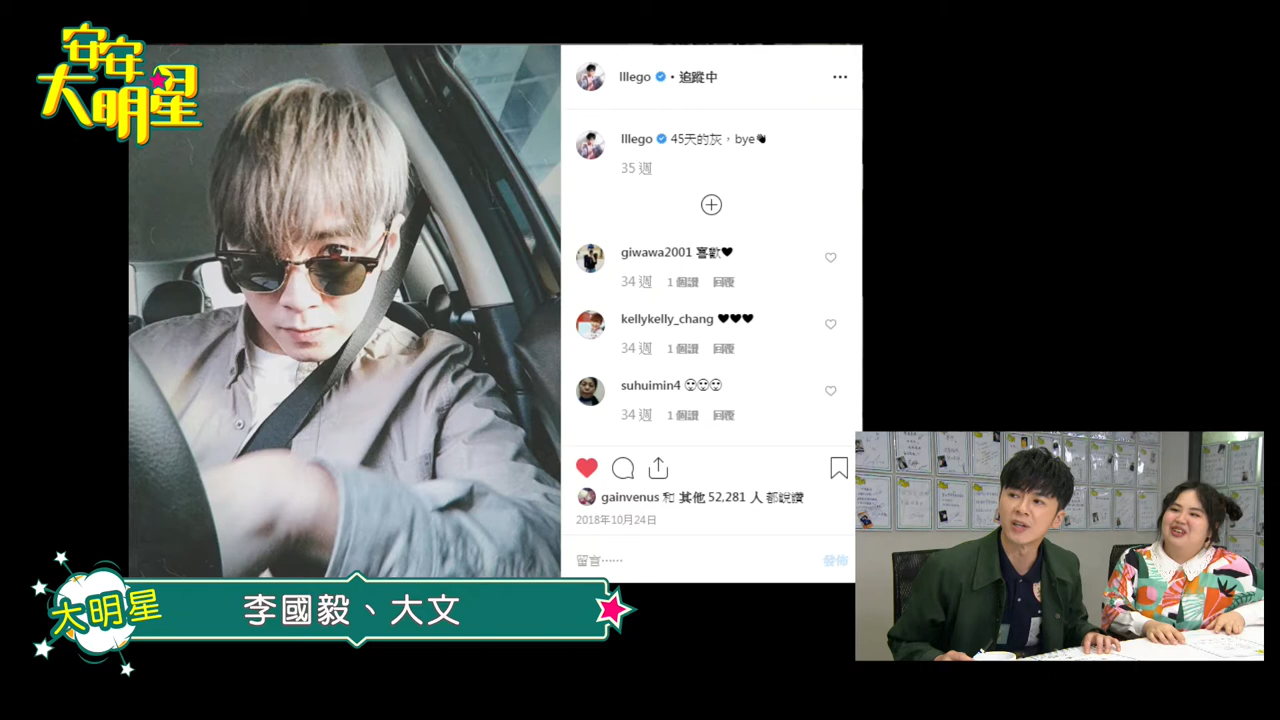 安安
大明星
lllego • 追蹤中
lllego 45天的灰，bye
35 週
giwawa2001 喜歡
34 週 1個讚 回覆
kellykelly_chang
34 週 1個讚 回覆
suhuimin4
34 週 1個讚 回覆
gainvenus 和 其他 52,281 人 都說讚
2018年10月24日
留言⋯⋯
發佈
大明星
李國毅、大文